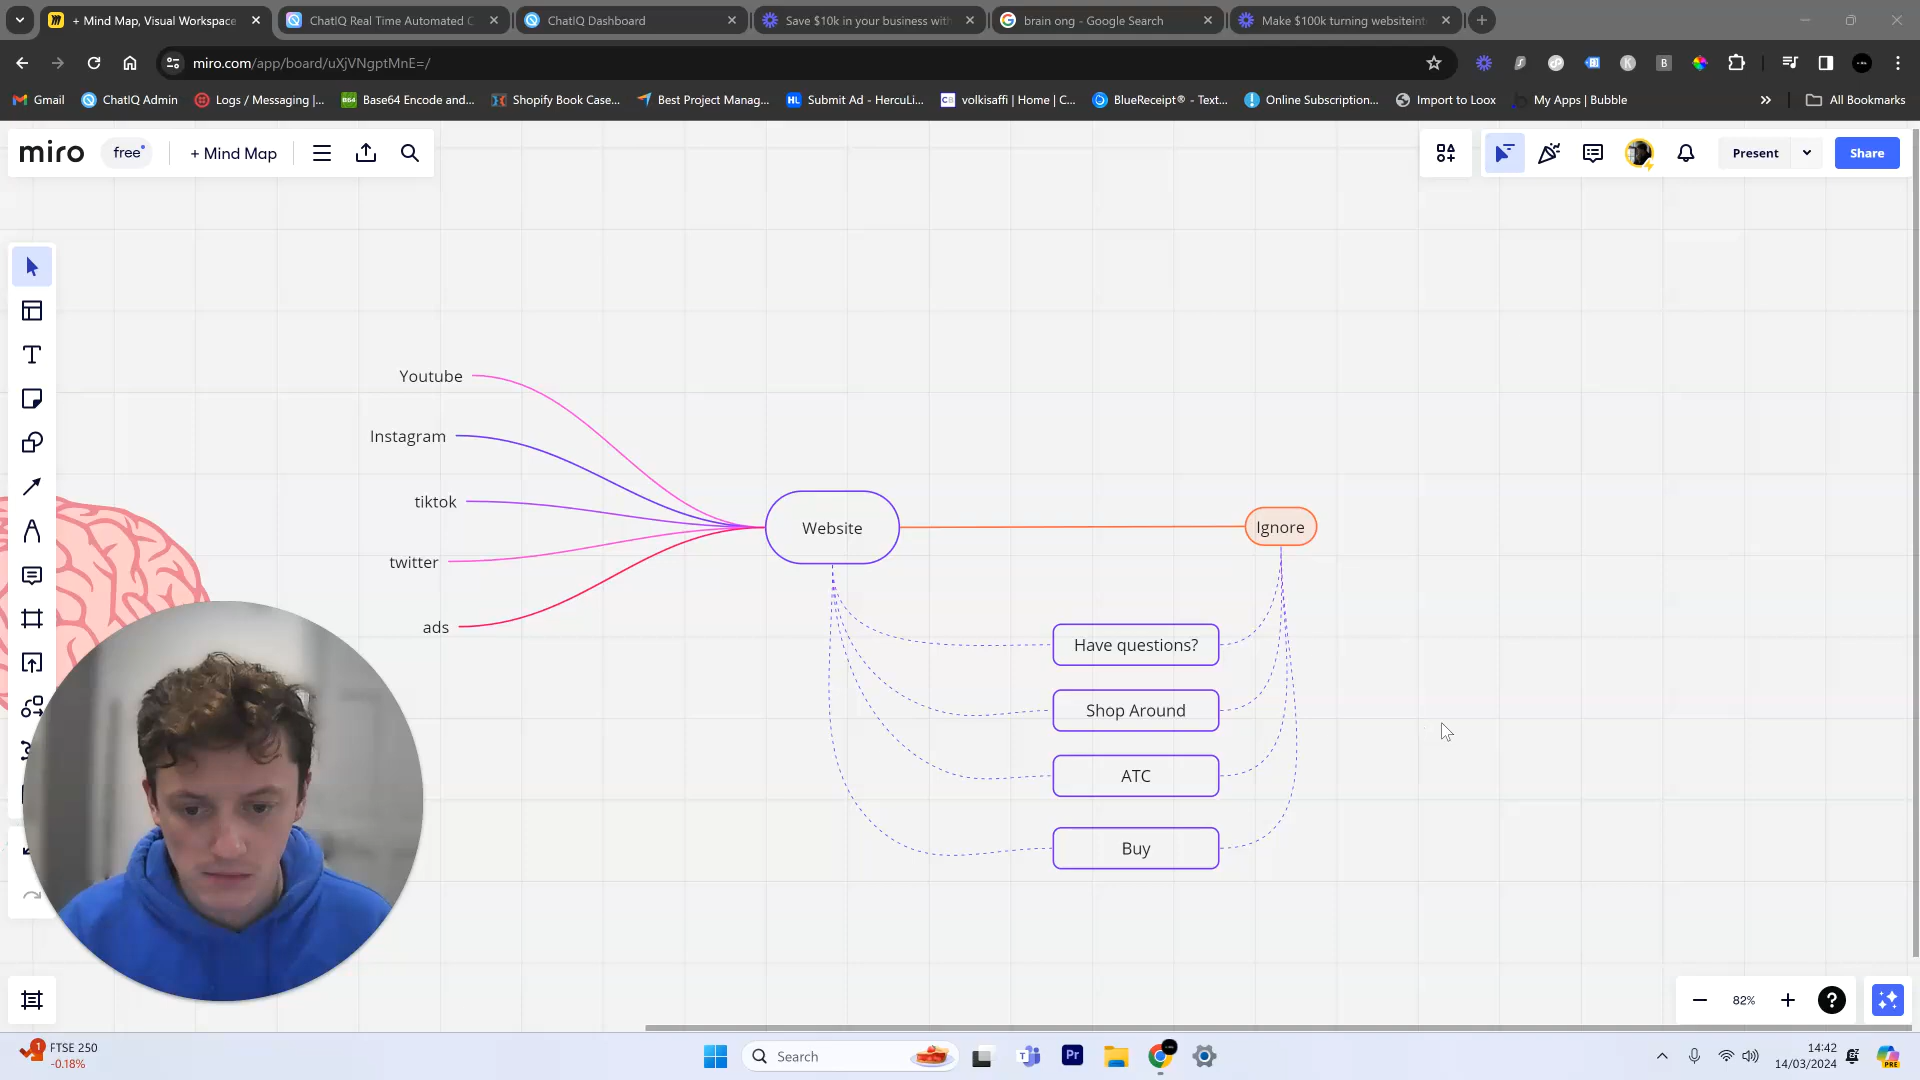 + Mind Map, Visual Workspace
ChatIQ Real Time Automated C
ChatIQ Dashboard
Save $10k in your business with
brain ong - Google Search
Make $100k turning websiteint
miro.com/app/board/uXjVNgptMnE=/
Gmail
ChatIQ Admin
Logs / Messaging |...
Base64 Encode and...
Shopify Book Case...
Best Project Manag...
Submit Ad - HercuLi...
volkisaffi | Home | C...
BlueReceipt® - Text...
Online Subscription...
Import to Loox
My Apps | Bubble
All Bookmarks
miro
free
+ Mind Map
Present
Share
Youtube
Instagram
tiktok
twitter
ads
Website
Ignore
Have questions?
Shop Around
ATC
Buy
82%
FTSE 250
-0.18%
Search
14:42
14/03/2024